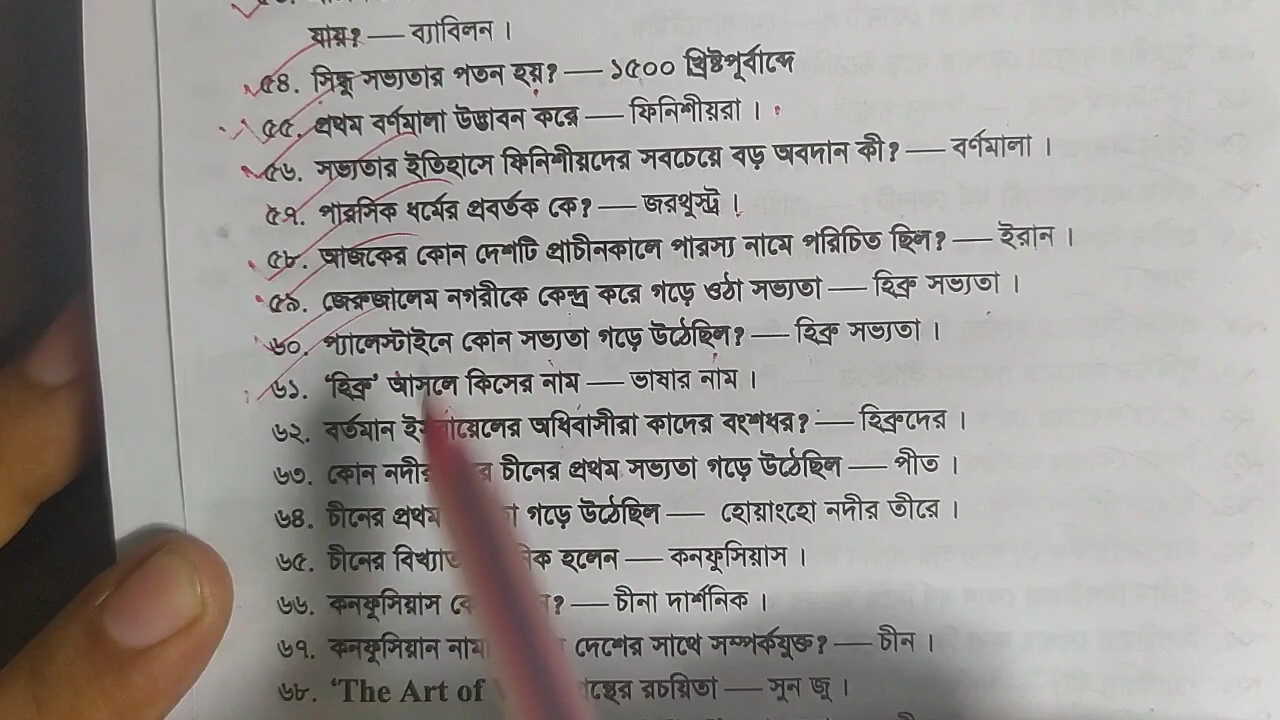 যায়? — ব্যাবিলন ।
৫৪. সিন্ধু সভ্যতার পতন হয়? — ১৫০০ খ্রিষ্টপূর্বাব্দে
৫৫. প্রথম বর্ণমালা উদ্ভাবন করে — ফিনিশীয়রা ।
৫৬. সভ্যতার ইতিহাসে ফিনিশীয়দের সবচেয়ে বড় অবদান কী? — বর্ণমালা ।
৫৭. পারসিক ধর্মের প্রবর্তক কে? — জরথুস্ট্র ।
৫৮. আজকের কোন দেশটি প্রাচীনকালে পারস্য নামে পরিচিত ছিল? — ইরান ।
৫৯. জেরুজালেম নগরীকে কেন্দ্র করে গড়ে ওঠা সভ্যতা — হিব্রু সভ্যতা ।
৬০. প্যালেস্টাইনে কোন সভ্যতা গড়ে উঠেছিল? — হিব্রু সভ্যতা ।
৬১. ‘হিব্রু’ আসলে কিসের নাম — ভাষার নাম ।
৬২. বর্তমান ইসরায়েলের অধিবাসীরা কাদের বংশধর? — হিব্রুদের ।
৬৩. কোন নদীর চীনের প্রথম সভ্যতা গড়ে উঠেছিল — পীত ।
৬৪. চীনের প্রথম গড়ে উঠেছিল — হোয়াংহো নদীর তীরে ।
৬৫. চীনের বিখ্যাত হলেন — কনফুসিয়াস ।
৬৬. কনফুসিয়াস — চীনা দার্শনিক ।
৬৭. কনফুসিয়ান দেশের সাথে সম্পর্কযুক্ত? — চীন ।
৬৮. ‘The Art of রচয়িতা — সুন জু ।